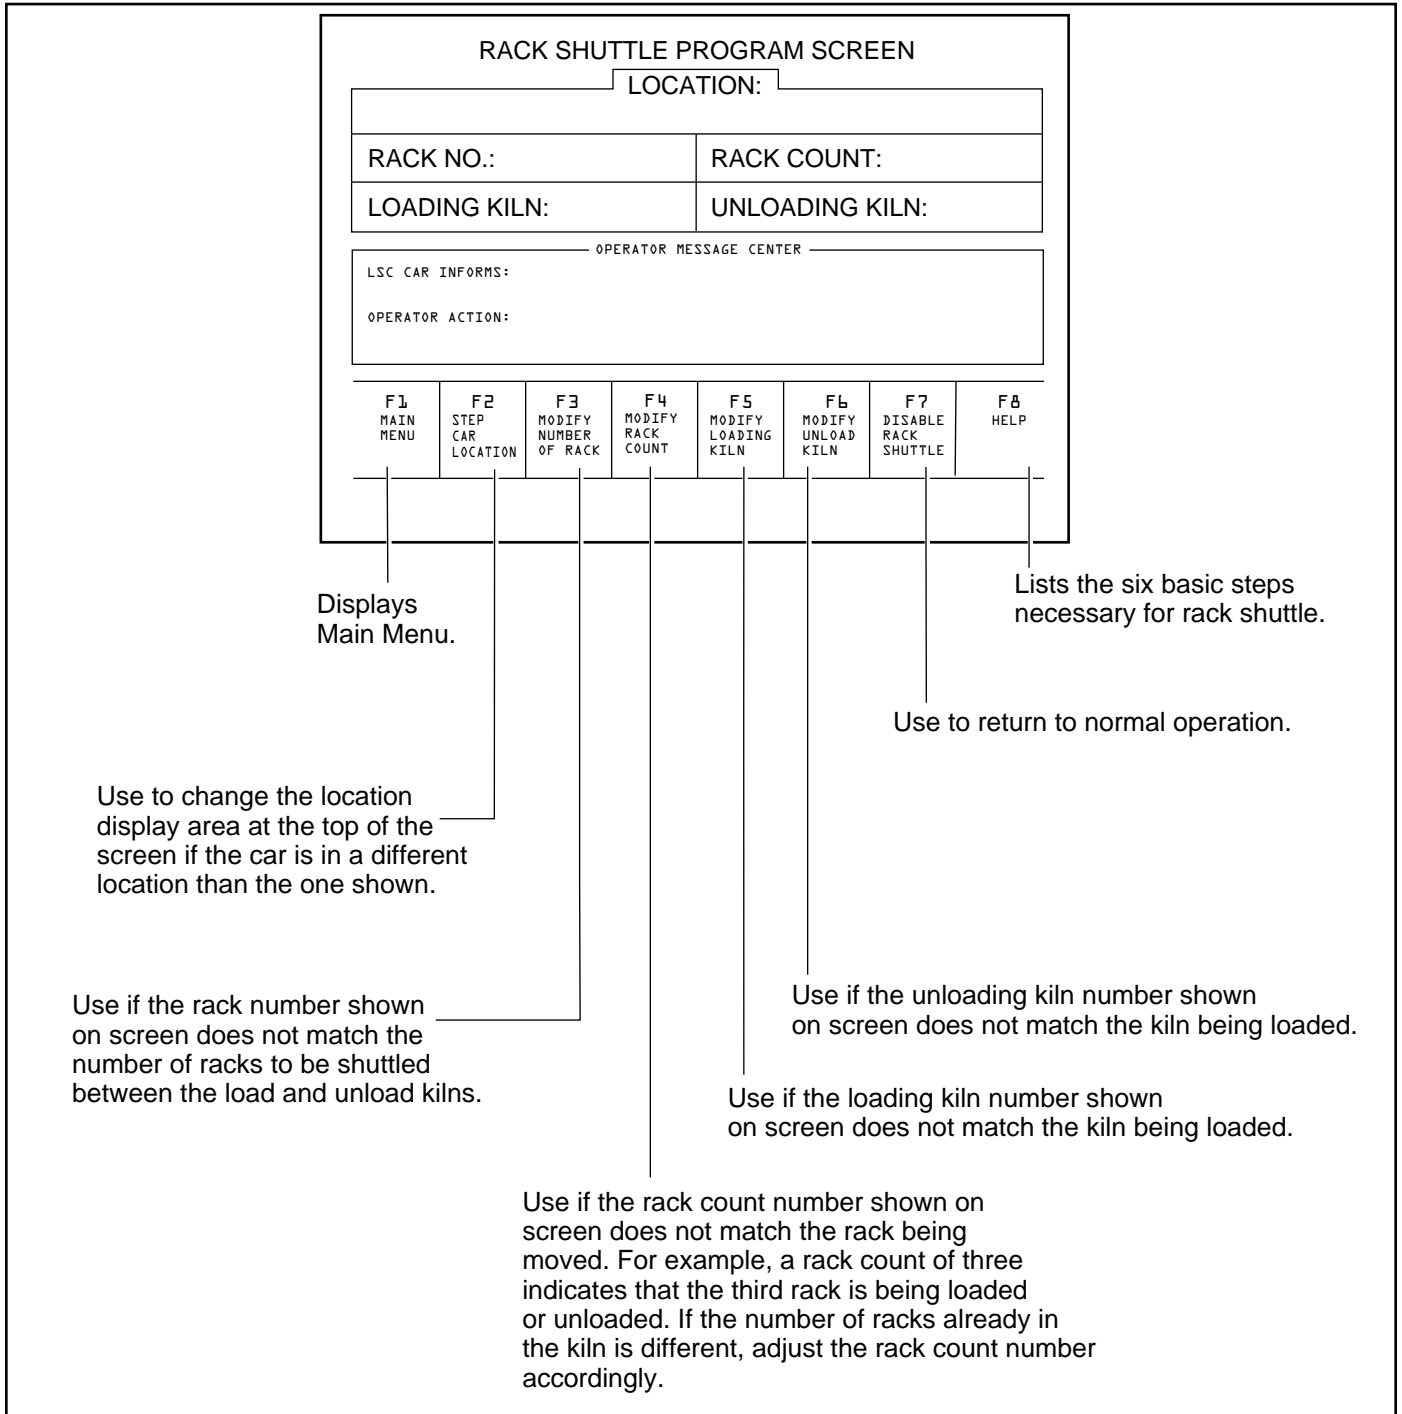 RACK SHUTTLE PROGRAM SCREEN
LOCATION:
RACK NO.:
RACK COUNT:
LOADING KILN:
UNLOADING KILN:
OPERATOR MESSAGE CENTER
LSC CAR INFORMS:
OPERATOR ACTION:
F1
MAIN
MENU
F2
STEP
CAR
LOCATION
F3
MODIFY
NUMBER
OF RACK
F4
MODIFY
RACK
COUNT
F5
MODIFY
LOADING
KILN
F6
MODIFY
UNLOAD
KILN
F7
DISABLE
RACK
SHUTTLE
F8
HELP
Displays
Main Menu.
Lists the six basic steps
necessary for rack shuttle.
Use to return to normal operation.
Use to change the location
display area at the top of the
screen if the car is in a different
location than the one shown.
Use if the rack number shown
on screen does not match the
number of racks to be shuttled
between the load and unload kilns.
Use if the unloading kiln number shown
on screen does not match the kiln being loaded.
Use if the loading kiln number shown
on screen does not match the kiln being loaded.
Use if the rack count number shown on
screen does not match the rack being
moved. For example, a rack count of three
indicates that the third rack is being loaded
or unloaded. If the number of racks already in
the kiln is different, adjust the rack count number
accordingly.